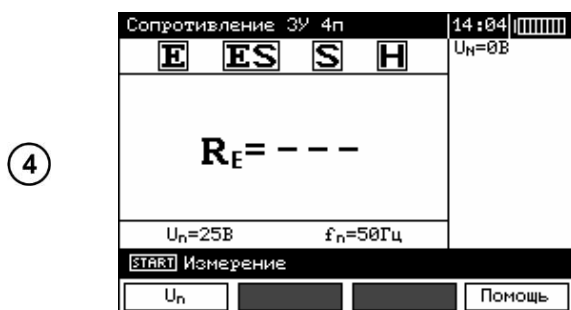 Сопротивление ЗУ 4п 14:04
E ES S H
UN=0В
4
RE= - - -
Un=25В fn=50Гц
START Измерение
Un Помощь